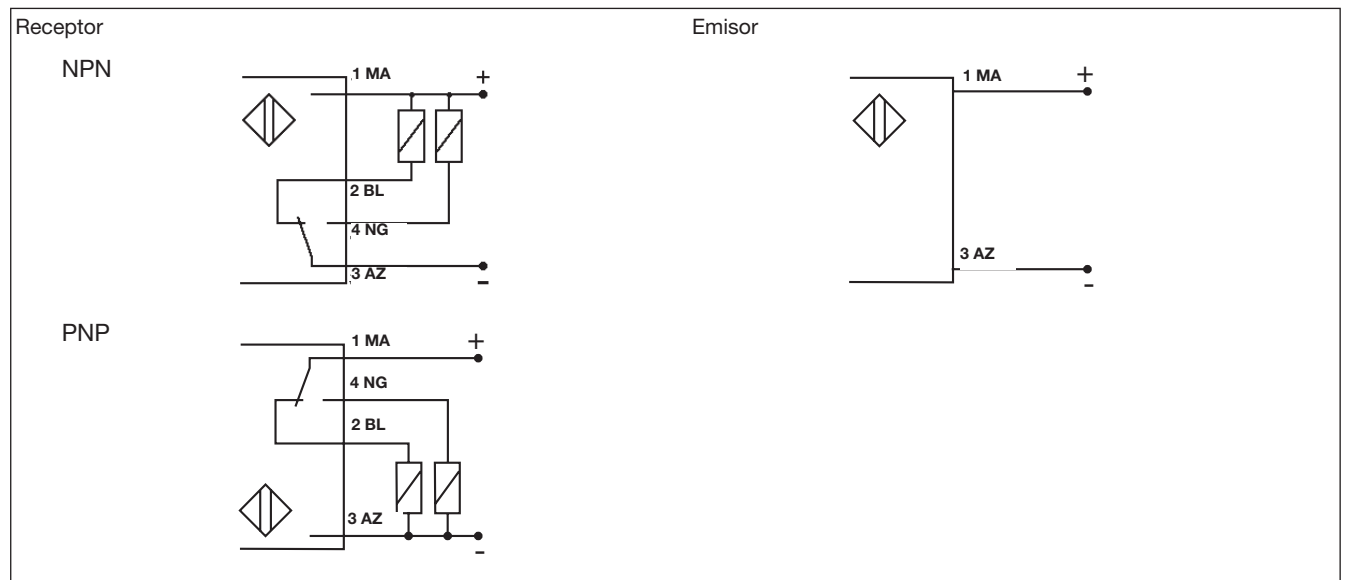 Receptor
NPN
1 MA
+
2 BL
4 NG
3 AZ
-
PNP
1 MA
+
4 NG
2 BL
3 AZ
-
Emisor
1 MA
+
3 AZ
-